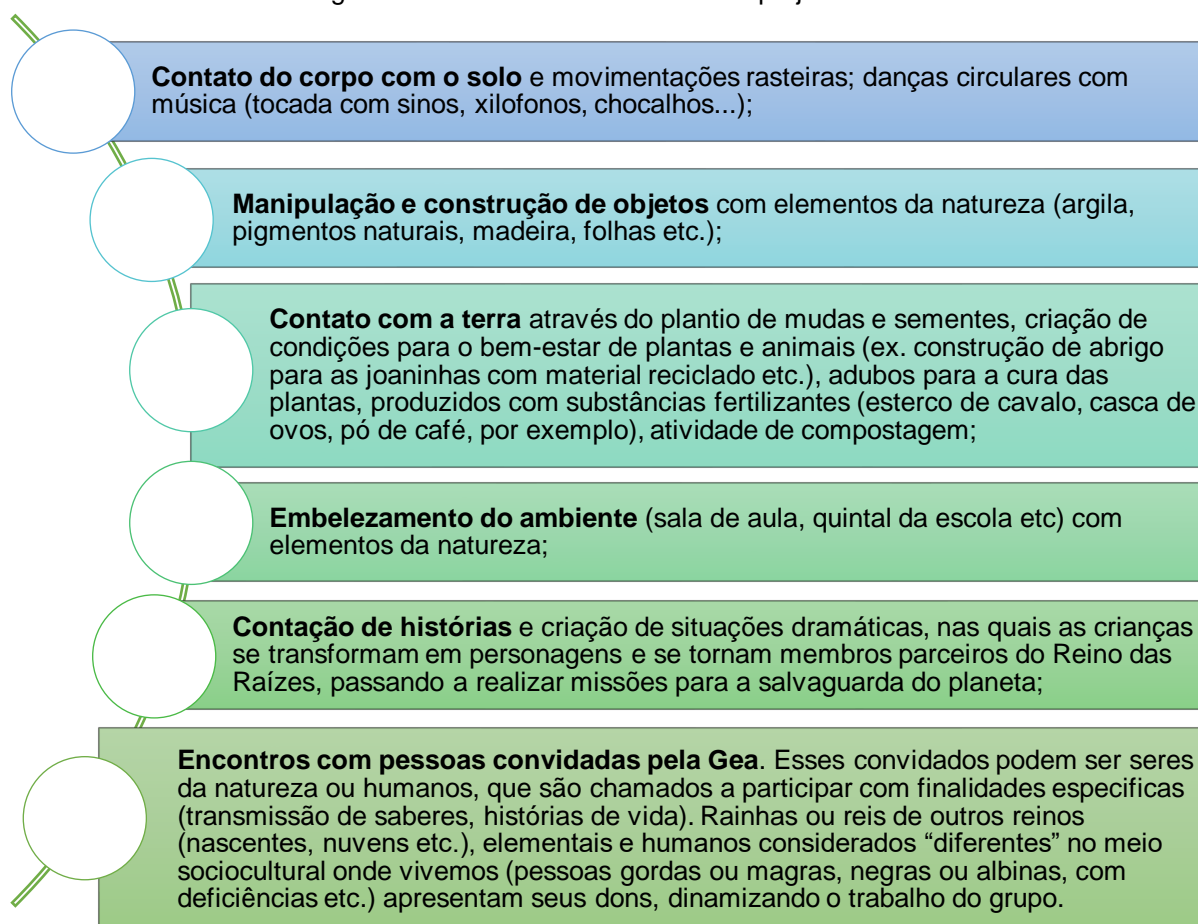 Contato do corpo com o solo e movimentações rasteiras; danças circulares com
música (tocada com sinos, xilofonos, chocalhos...);
Manipulação e construção de objetos com elementos da natureza (argila,
pigmentos naturais, madeira, folhas etc.);
Contato com a terra através do plantio de mudas e sementes, criação de
condições para o bem-estar de plantas e animais (ex. construção de abrigo
para as joaninhas com material reciclado etc.), adubos para a cura das
plantas, produzidos com substâncias fertilizantes (esterco de cavalo, casca de
ovos, pó de café, por exemplo), atividade de compostagem;
Embelezamento do ambiente (sala de aula, quintal da escola etc) com
elementos da natureza;
Contação de histórias e criação de situações dramáticas, nas quais as crianças
se transformam em personagens e se tornam membros parceiros do Reino das
Raízes, passando a realizar missões para a salvaguarda do planeta;
Encontros com pessoas convidadas pela Gea. Esses convidados podem ser seres
da natureza ou humanos, que são chamados a participar com finalidades especificas
(transmissão de saberes, histórias de vida). Rainhas ou reis de outros reinos
(nascentes, nuvens etc.), elementais e humanos considerados “diferentes” no meio
sociocultural onde vivemos (pessoas gordas ou magras, negras ou albinas, com
deficiências etc.) apresentam seus dons, dinamizando o trabalho do grupo.